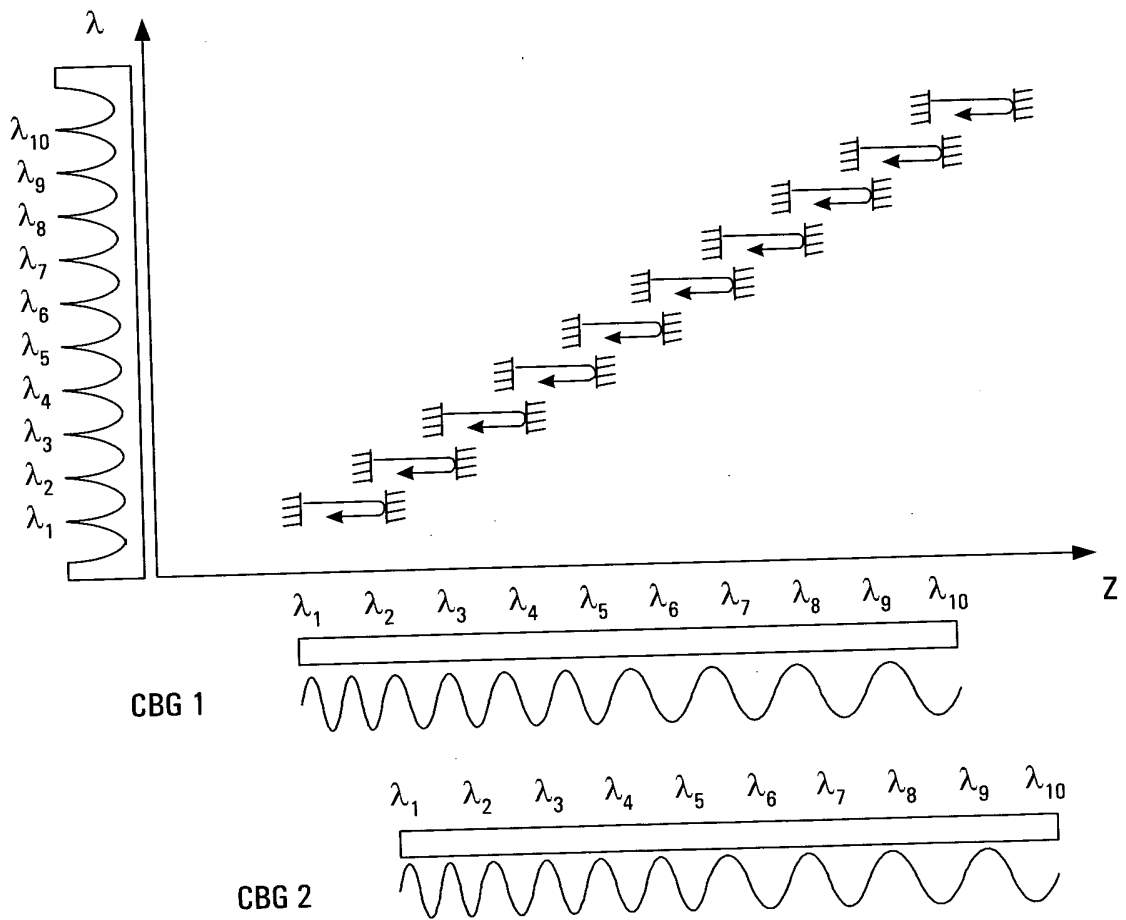 λ
λ₁₀
λ₉
λ₈
λ₇
λ₆
λ₅
λ₄
λ₃
λ₂
λ₁
Z
λ₁ λ₂ λ₃ λ₄ λ₅ λ₆ λ₇ λ₈ λ₉ λ₁₀
CBG 1
λ₁ λ₂ λ₃ λ₄ λ₅ λ₆ λ₇ λ₈ λ₉ λ₁₀
CBG 2